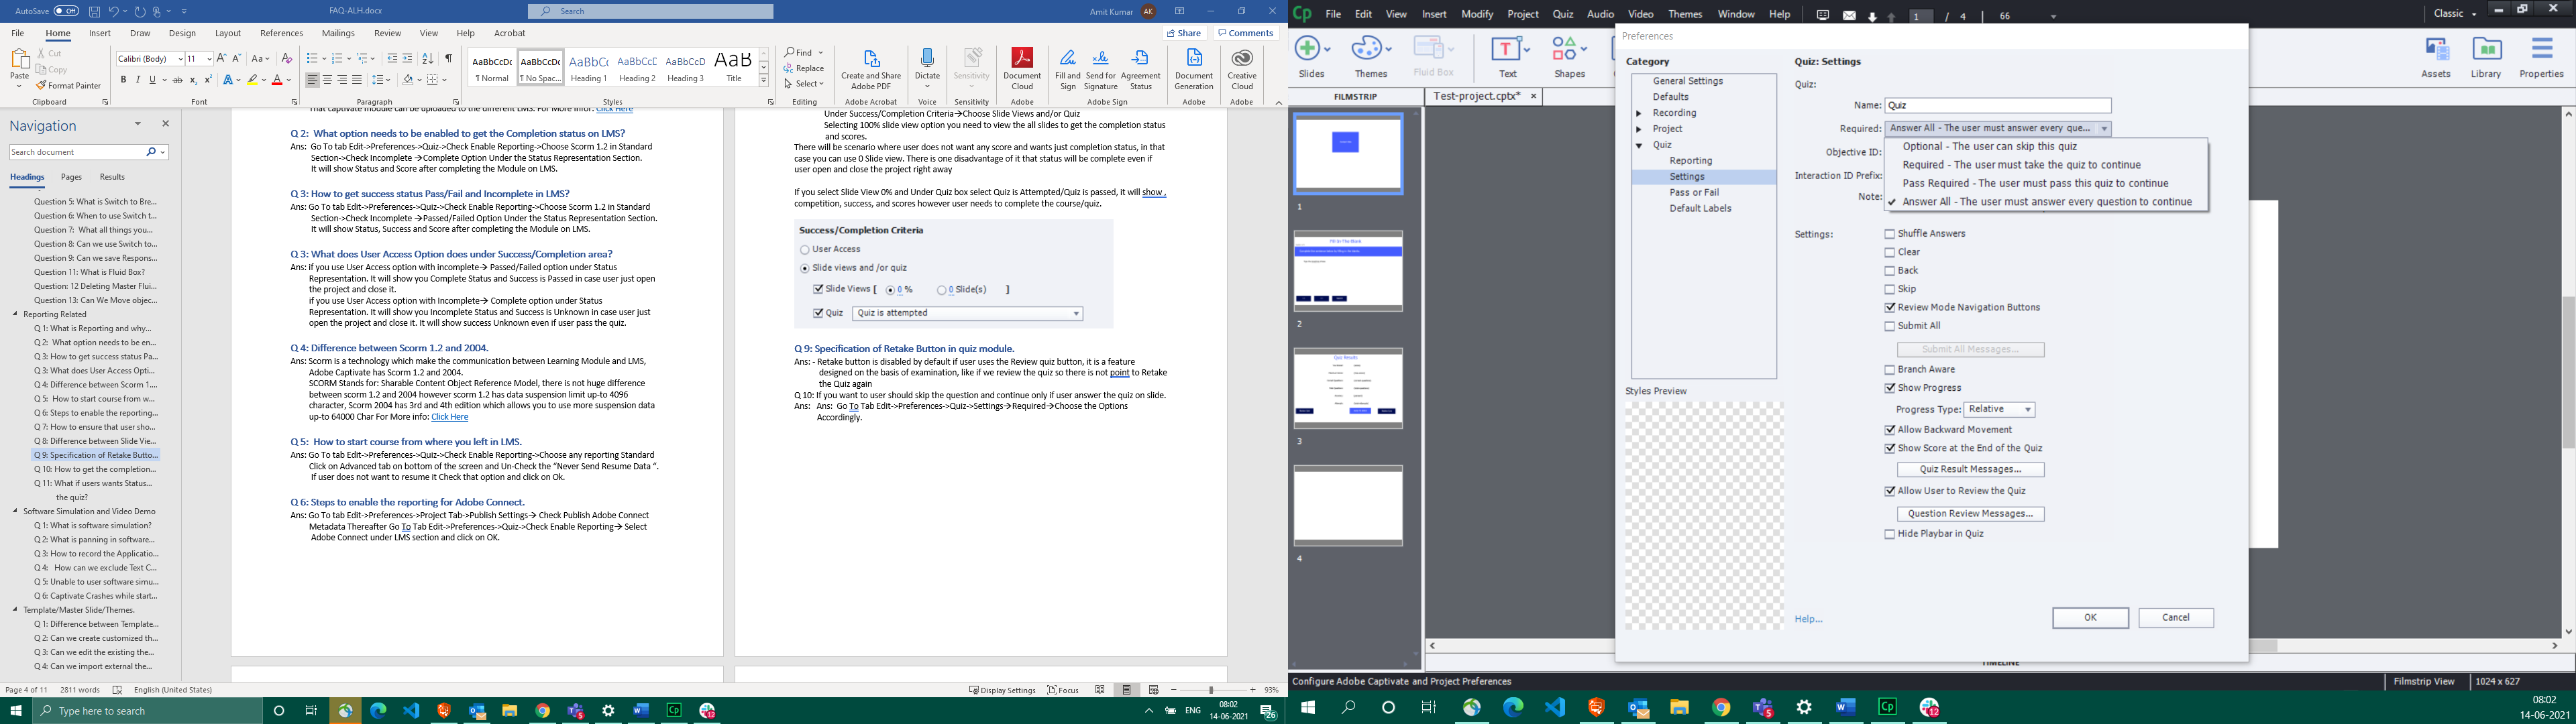 AutoSave Off
FAQ-ALH.docx
Search
Amit Kumar AK
File Home Insert Draw Design Layout References Mailings Review View Help Acrobat
Share Comments
Paste
Cut
Copy
Format Painter
Calibri (Body) 11
AaBbCcDc AaBbCcDc AaBbCc AaBbCcC AaBbCcD AaB
¶ Normal ¶ No Spac... Heading 1 Heading 2 Heading 3 Title
Find
Replace
Select
Create and Share Adobe PDF
Dictate
Sensitivity
Document Cloud
Fill and Sign
Send for Signature
Agreement Status
Document Generation
Creative Cloud
Clipboard Font Paragraph Styles Editing Adobe Acrobat Voice Sensitivity Adobe Adobe Sign Adobe Adobe
Navigation
Search document
Headings Pages Results
Question 5: What is Switch to Bre...
Question 6: When to use Switch t...
Question 7: What all things you...
Question 8: Can we use Switch to...
Question 9: Can we save Respons...
Question 11: What is Fluid Box?
Question: 12 Deleting Master Flui...
Question 13: Can We Move objec...
Reporting Related
Q 1: What is Reporting and why...
Q 2: What option needs to be en...
Q 3: How to get success status Pa...
Q 3: What does User Access Opti...
Q 4: Difference between Scorm 1....
Q 5: How to start course from w...
Q 6: Steps to enable the reporting...
Q 7: How to ensure that user sho...
Q 8: Difference between Slide Vie...
Q 9: Specification of Retake Butto...
Q 10: How to get the completion...
Q 11: What if users wants Status...
the quiz?
Software Simulation and Video Demo
Q 1: What is software simulation?
Q 2: What is panning in software...
Q 3: How to record the Applicatio...
Q 4: How can we exclude Text C...
Q 5: Unable to user software simu...
Q 6: Captivate Crashes while start...
Template/Master Slide/Themes.
Q 1: Difference between Template...
Q 2: Can we create customized th...
Q 3: Can we edit the existing the...
Q 4: Can we import external the...
That captivate module can be uploaded to the different LMS. For More Infor: Click Here
Q 2: What option needs to be enabled to get the Completion status on LMS?
Ans: Go To tab Edit->Preferences->Quiz->Check Enable Reporting->Choose Scorm 1.2 in Standard
Section->Check Incomplete →Complete Option Under the Status Representation Section.
It will show Status and Score after completing the Module on LMS.
Q 3: How to get success status Pass/Fail and Incomplete in LMS?
Ans: Go To tab Edit->Preferences->Quiz->Check Enable Reporting->Choose Scorm 1.2 in Standard
Section->Check Incomplete →Passed/Failed Option Under the Status Representation Section.
It will show Status, Success and Score after completing the Module on LMS.
Q 3: What does User Access Option does under Success/Completion area?
Ans: if you use User Access option with incomplete→ Passed/Failed option under Status
Representation. It will show you Complete Status and Success is Passed in case user just open
the project and close it.
if you use User Access option with Incomplete→ Complete option under Status
Representation. It will show you Incomplete Status and Success is Unknown in case user just
open the project and close it. It will show success Unknown even if user pass the quiz.
Q 4: Difference between Scorm 1.2 and 2004.
Ans: Scorm is a technology which make the communication between Learning Module and LMS,
Adobe Captivate has Scorm 1.2 and 2004.
SCORM Stands for: Sharable Content Object Reference Model, there is not huge difference
between scorm 1.2 and 2004 however scorm 1.2 has data suspension limit up-to 4096
character, Scorm 2004 has 3rd and 4th edition which allows you to use more suspension data
up-to 64000 Char For More info: Click Here
Q 5: How to start course from where you left in LMS.
Ans: Go To tab Edit->Preferences->Quiz->Check Enable Reporting->Choose any reporting Standard
Click on Advanced tab on bottom of the screen and Un-Check the “Never Send Resume Data “.
If user does not want to resume it Check that option and click on Ok.
Q 6: Steps to enable the reporting for Adobe Connect.
Ans: Go To tab Edit->Preferences->Project Tab->Publish Settings→ Check Publish Adobe Connect
Metadata Thereafter Go To Tab Edit->Preferences->Quiz->Check Enable Reporting→ Select
Adobe Connect under LMS section and click on OK.
Under Success/Completion Criteria→Choose Slide Views and/or Quiz
Selecting 100% slide view option you need to view the all slides to get the completion status
and scores.
There will be scenario where user does not want any score and wants just completion status, in that
case you can use 0 Slide view. There is one disadvantage of it that status will be complete even if
user open and close the project right away
If you select Slide View 0% and Under Quiz box select Quiz is Attempted/Quiz is passed, it will show ,
competition, success, and scores however user needs to complete the course/quiz.
Success/Completion Criteria
User Access
Slide views and /or quiz
Slide Views [ 0 % 0 Slide(s) ]
Quiz Quiz is attempted
Q 9: Specification of Retake Button in quiz module.
Ans: - Retake button is disabled by default if user uses the Review quiz button, it is a feature
designed on the basis of examination, like if we review the quiz so there is not point to Retake
the Quiz again
Q 10: If you want to user should skip the question and continue only if user answer the quiz on slide.
Ans: Ans: Go To Tab Edit->Preferences->Quiz->Settings→Required→Choose the Options
Accordingly.
Page 4 of 11 2811 words English (United States) Display Settings Focus 93%
Type here to search
ENG 08:02 14-06-2021 26
Cp File Edit View Insert Modify Project Quiz Audio Video Themes Window Help 1 / 4 66 Classic
Slides Themes Fluid Box Text Shapes Assets Library Properties
FILMSTRIP Test-project.cptx* ×
Fill In The Blank
Quiz Results
1
2
3
4
Preferences
Category
General Settings
Defaults
Recording
Project
Quiz
Reporting
Settings
Pass or Fail
Default Labels
Styles Preview
Quiz: Settings
Quiz:
Name: Quiz
Required: Answer All - The user must answer every que...
Optional - The user can skip this quiz
Required - The user must take the quiz to continue
Pass Required - The user must pass this quiz to continue
Answer All - The user must answer every question to continue
Objective ID:
Interaction ID Prefix:
Note:
Settings: Shuffle Answers
Clear
Back
Skip
Review Mode Navigation Buttons
Submit All
Submit All Messages...
Branch Aware
Show Progress
Progress Type: Relative
Allow Backward Movement
Show Score at the End of the Quiz
Quiz Result Messages...
Allow User to Review the Quiz
Question Review Messages...
Hide Playbar in Quiz
Help...
OK Cancel
TIMELINE
Configure Adobe Captivate and Project Preferences Filmstrip View 1024 x 627
08:02
14-06-2021